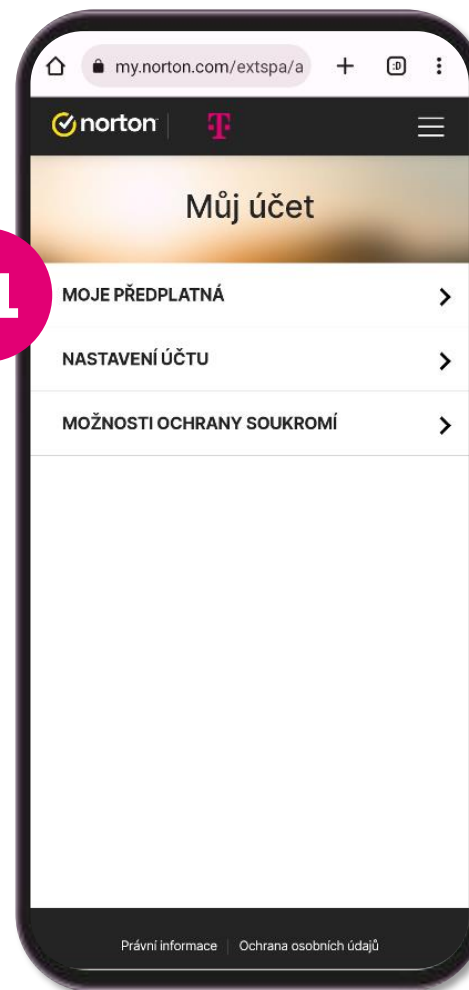 my.norton.com/extspa/a
:D
norton
T
Můj účet
1
MOJE PŘEDPLATNÁ
NASTAVENÍ ÚČTU
MOŽNOSTI OCHRANY SOUKROMÍ
Právní informace | Ochrana osobních údajů